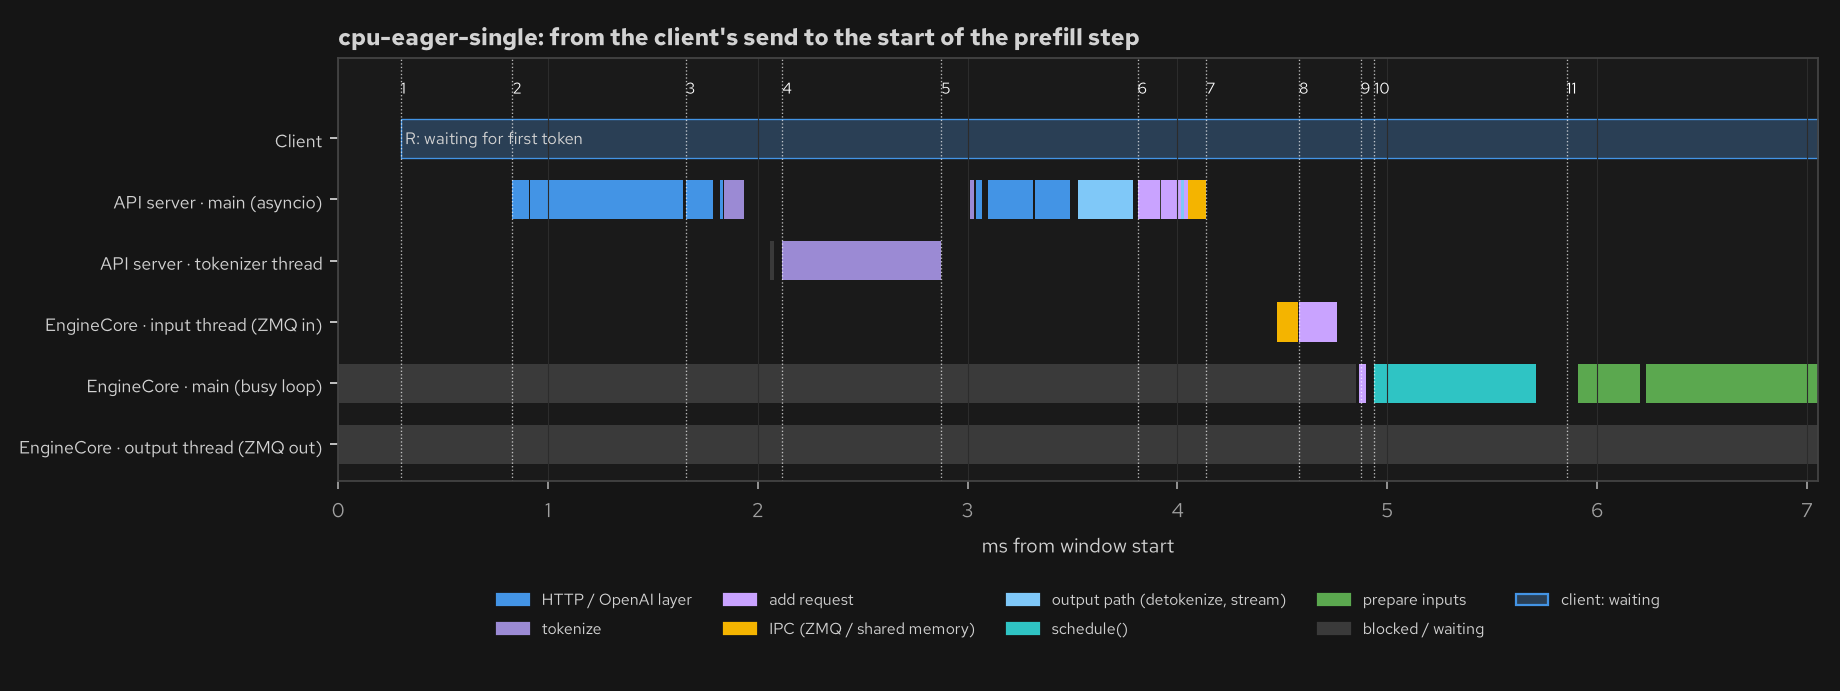 cpu-eager-single: from the client's send to the start of the prefill step
1 2 3 4 5 6 7 8 9 10 11
Client
R: waiting for first token
API server · main (asyncio)
API server · tokenizer thread
EngineCore · input thread (ZMQ in)
EngineCore · main (busy loop)
EngineCore · output thread (ZMQ out)
0 1 2 3 4 5 6 7
ms from window start
HTTP / OpenAI layer add request output path (detokenize, stream) prepare inputs client: waiting
tokenize IPC (ZMQ / shared memory) schedule() blocked / waiting